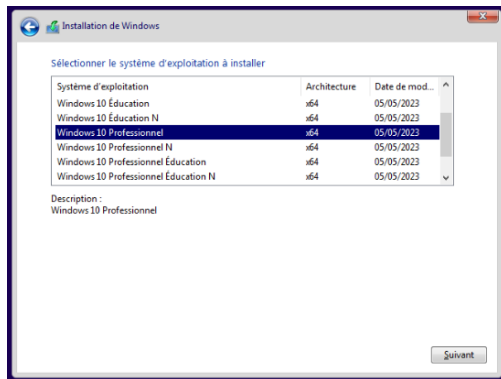 Installation de Windows
Sélectionner le système d'exploitation à installer
Système d'exploitation Architecture Date de mod...
Windows 10 Éducation x64 05/05/2023
Windows 10 Éducation N x64 05/05/2023
Windows 10 Professionnel x64 05/05/2023
Windows 10 Professionnel N x64 05/05/2023
Windows 10 Professionnel Éducation x64 05/05/2023
Windows 10 Professionnel Éducation N x64 05/05/2023
Description :
Windows 10 Professionnel
Suivant